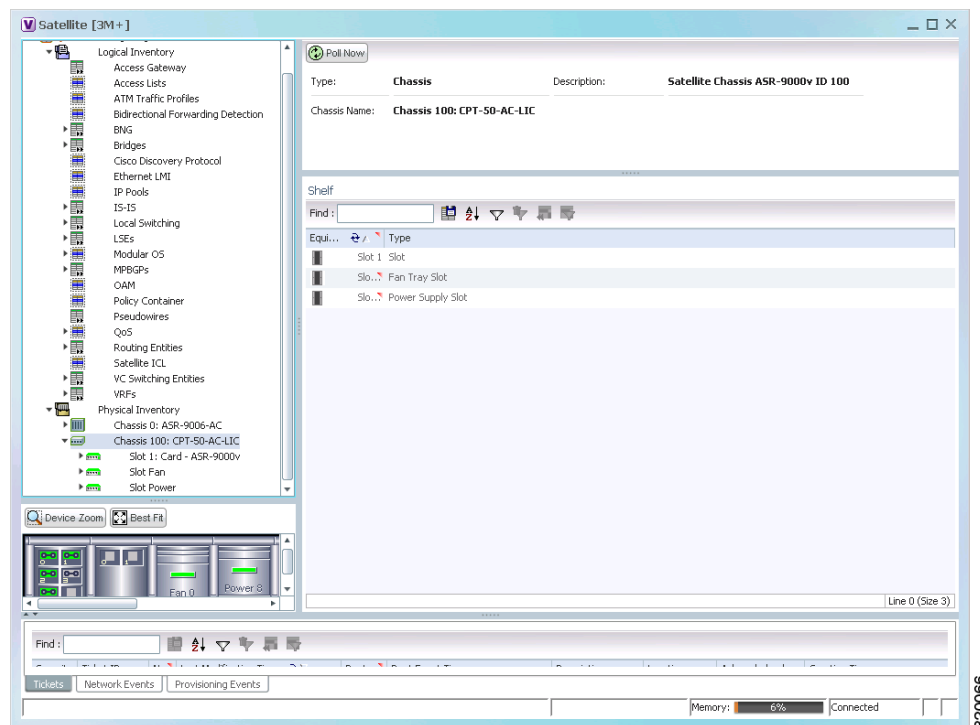 Satellite [3M+]
Logical Inventory
Access Gateway
Access Lists
ATM Traffic Profiles
Bidirectional Forwarding Detection
BNG
Bridges
Cisco Discovery Protocol
Ethernet LMI
IP Pools
IS-IS
Local Switching
LSEs
Modular OS
MPBGPs
OAM
Policy Container
Pseudowires
QoS
Routing Entities
Satellite ICL
VC Switching Entities
VRFs
Physical Inventory
Chassis 0: ASR-9006-AC
Chassis 100: CPT-50-AC-LIC
Slot 1: Card - ASR-9000v
Slot Fan
Slot Power
Device Zoom Best Fit
Fan 0 Power 8
Poll Now
Type: Chassis Description: Satellite Chassis ASR-9000v ID 100
Chassis Name: Chassis 100: CPT-50-AC-LIC
Shelf
Find :
Equi... Type
Slot 1 Slot
Slo... Fan Tray Slot
Slo... Power Supply Slot
Line 0 (Size 3)
Find :
Tickets Network Events Provisioning Events
Memory: 6% Connected